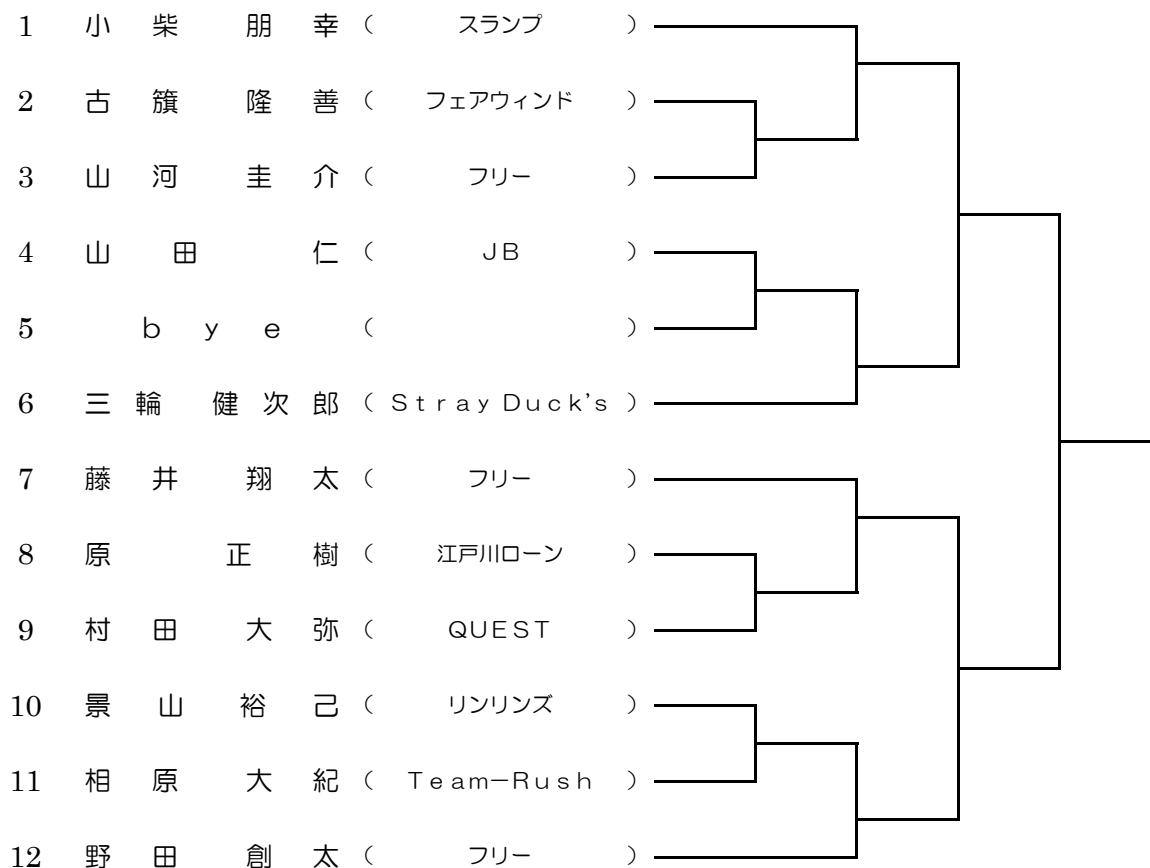 1 小柴 朋幸 ( スランプ )
2 古籏 隆善 ( フェアウィンド )
3 山河 圭介 ( フリー )
4 山田 仁 ( JB )
5 bye ( )
6 三輪 健次郎 ( Stray Duck's )
7 藤井 翔太 ( フリー )
8 原 正樹 ( 江戸川ローン )
9 村田 大弥 ( QUEST )
10 景山 裕己 ( リンリンズ )
11 相原 大紀 ( Team-Rush )
12 野田 創太 ( フリー )